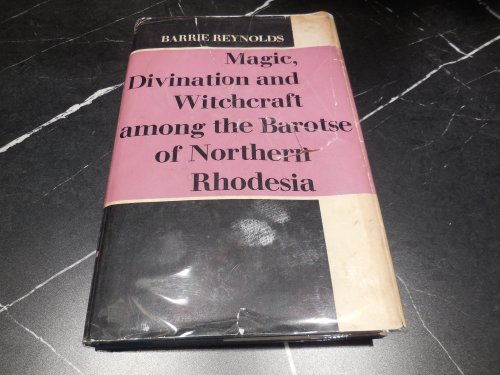 BARRIE REYNOLDS
Magic,
Divination and
Witchcraft
among the Barotse
of Northern
Rhodesia